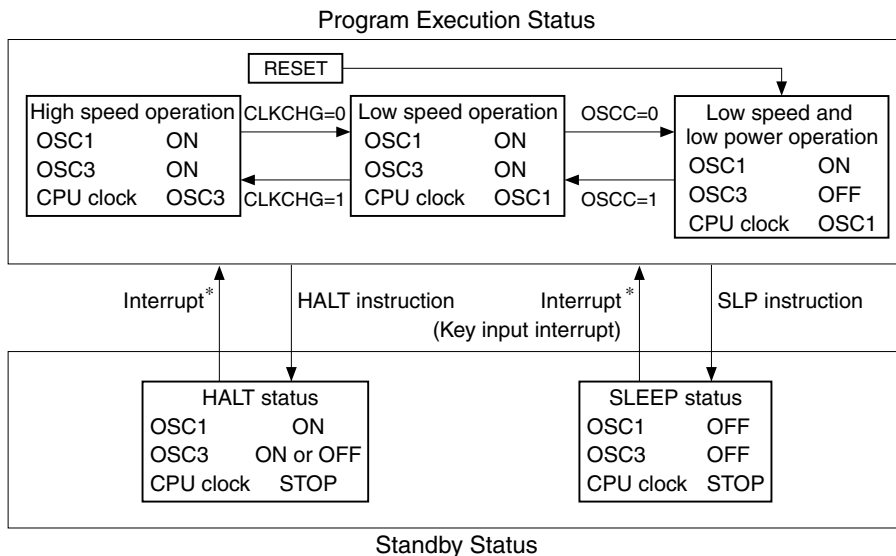 Program Execution Status
RESET
High speed operation
OSC1 ON
OSC3 ON
CPU clock OSC3
CLKCHG=0
CLKCHG=1
Low speed operation
OSC1 ON
OSC3 ON
CPU clock OSC1
OSCC=0
OSCC=1
Low speed and
low power operation
OSC1 ON
OSC3 OFF
CPU clock OSC1
Interrupt*
HALT instruction
Interrupt*
(Key input interrupt)
SLP instruction
HALT status
OSC1 ON
OSC3 ON or OFF
CPU clock STOP
SLEEP status
OSC1 OFF
OSC3 OFF
CPU clock STOP
Standby Status